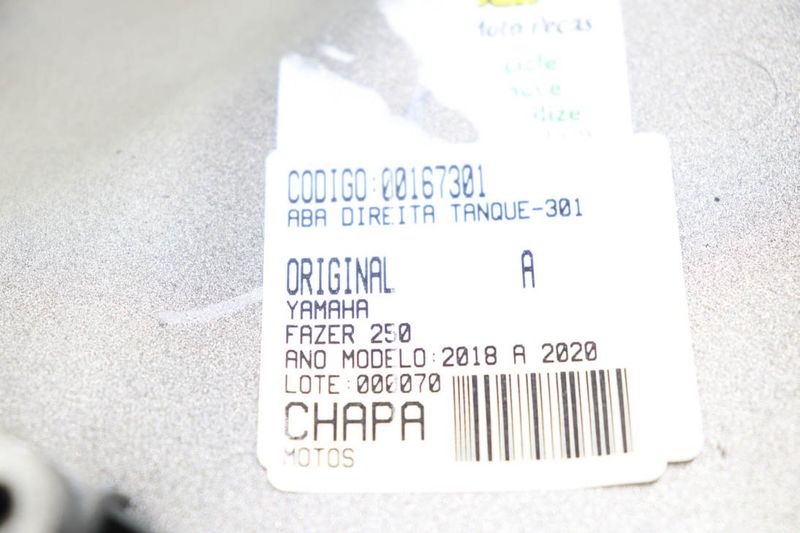 CODIGO:00167301
ABA DIREITA TANQUE-301
ORIGINAL A
YAMAHA
FAZER 250
ANO MODELO:2018 A 2020
LOTE:000070
CHAPA
MOTOS